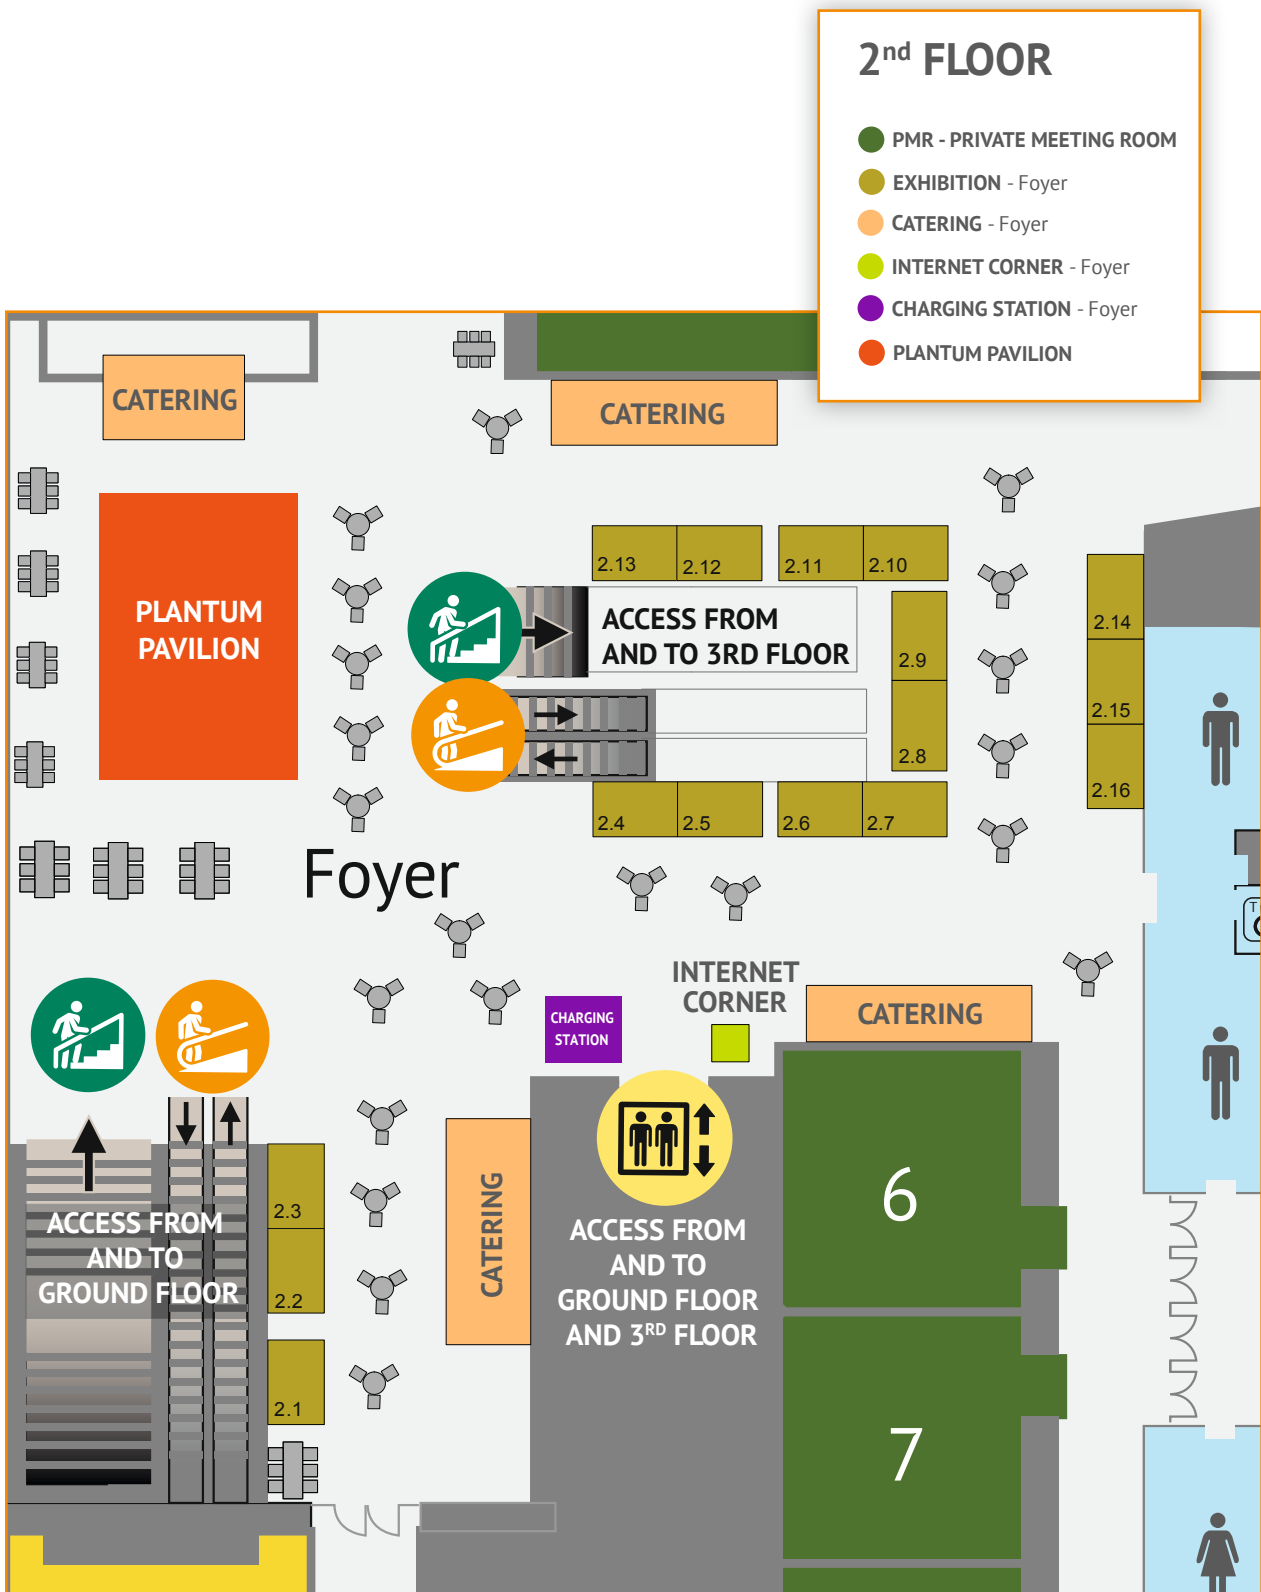 2nd FLOOR
PMR - PRIVATE MEETING ROOM
EXHIBITION - Foyer
CATERING - Foyer
INTERNET CORNER - Foyer
CHARGING STATION - Foyer
PLANTUM PAVILION
CATERING
CATERING
PLANTUM
PAVILION
2.13
2.12
2.11
2.10
ACCESS FROM
AND TO 3RD FLOOR
2.9
2.8
2.14
2.15
2.16
2.4
2.5
2.6
2.7
Foyer
INTERNET
CORNER
CHARGING
STATION
CATERING
ACCESS FROM
AND TO
GROUND FLOOR
2.3
2.2
2.1
CATERING
ACCESS FROM
AND TO
GROUND FLOOR
AND 3RD FLOOR
6
7